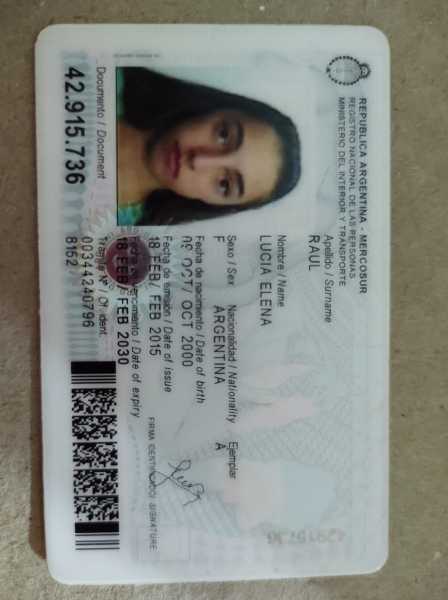 REPUBLICA ARGENTINA - MERCOSUR
REGISTRO NACIONAL DE LAS PERSONAS
MINISTERIO DEL INTERIOR Y TRANSPORTE
Apellido / Surname
RAUL
Nombre / Name
LUCIA ELENA
Sexo / Sex Nacionalidad / Nationality Ejemplar
F ARGENTINA A
Fecha de nacimiento / Date of birth
OCT/ OCT 2000
Fecha de emisión / Date of issue
18 FEB/ FEB 2015
Fecha de vencimiento / Date of expiry
18 FEB/ FEB 2030
FIRMA IDENTIFICADO/ SIGNATURE
Documento / Document
42.915.736
Trámite Nº / Of. ident.
00344240796
8152
42915736